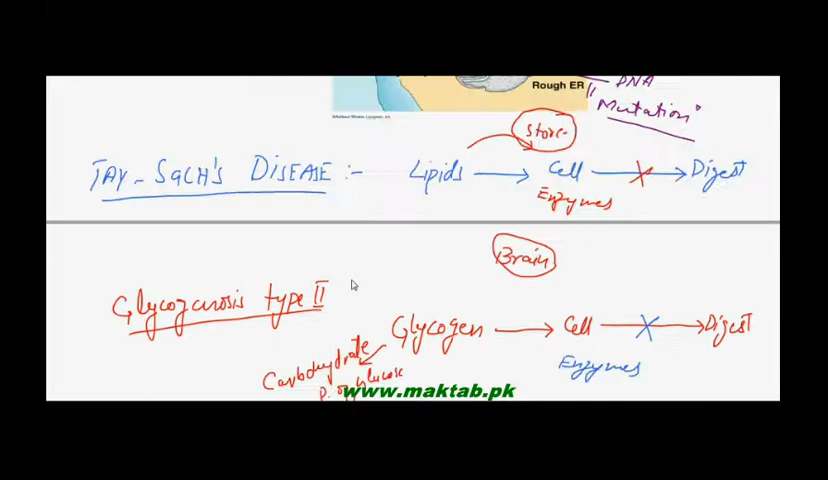 Rough ER
DNA
"Mutation"
Store
TAY-SaCH'S DISEASE :-
Lipids
Cell
Digest
Enzymes
Brain
Glycogenosis type II
Glycogen
Cell
Digest
Carbohydrate
Enzymes
Glucose
www.maktab.pk